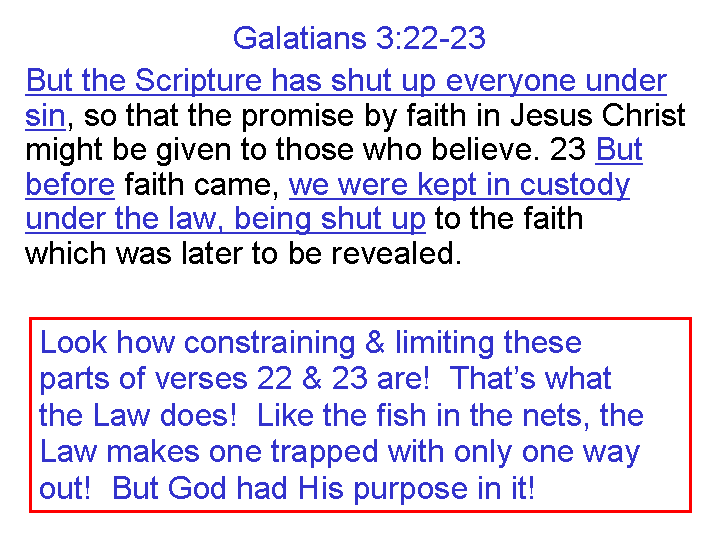 Galatians 3:22-23
But the Scripture has shut up everyone under
sin, so that the promise by faith in Jesus Christ
might be given to those who believe. 23 But
before faith came, we were kept in custody
under the law, being shut up to the faith
which was later to be revealed.
Look how constraining & limiting these
parts of verses 22 & 23 are!  That’s what
the Law does!  Like the fish in the nets, the
Law makes one trapped with only one way
out!  But God had His purpose in it!